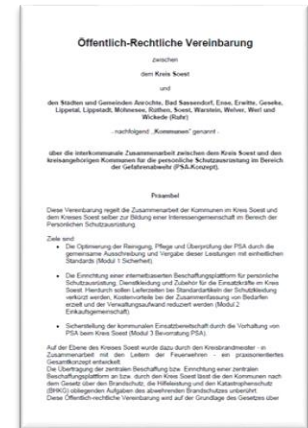 Öffentlich-Rechtliche Vereinbarung
zwischen
dem Kreis Soest
und
den Städten und Gemeinden Anröchte, Bad Sassendorf, Ense, Erwitte, Geseke,
Lippetal, Lippstadt, Möhnesee, Rüthen, Soest, Warstein, Welver, Werl und
Wickede (Ruhr)
- nachfolgend „Kommunen" genannt -
über die interkommunale Zusammenarbeit zwischen dem Kreis Soest und den
kreisangehörigen Kommunen für die persönliche Schutzausrüstung im Bereich
der Gefahrenabwehr (PSA-Konzept).
Präambel
Diese Vereinbarung regelt die Zusammenarbeit der Kommunen im Kreis Soest und
dem Kreises Soest selber zur Bildung einer Interessengemeinschaft im Bereich der
Persönlichen Schutzausrüstung.
Ziele sind:
• Die Optimierung der Reinigung, Pflege und Überprüfung der PSA durch die
gemeinsame Ausschreibung und Vergabe dieser Leistungen mit einheitlichen
Standards (Modul 1 Sicherheit).
• Die Einrichtung einer internetbasierten Beschaffungsplattform für persönliche
Schutzausrüstung, Dienstkleidung und Zubehör für die Einsatzkräfte im Kreis
Soest. Hierdurch sollen Lieferzeiten bei Standardartikeln der Schutzkleidung
verkürzt werden, Kostenvorteile bei der Zusammenfassung von Bedarfen
erzielt und der Verwaltungsaufwand reduziert werden (Modul 2
Einkaufsgemeinschaft).
• Sicherstellung der kommunalen Einsatzbereitschaft durch die Vorhaltung von
PSA beim Kreis Soest (Modul 3 Bevorratung PSA).
Auf der Ebene des Kreises Soest wurde dazu durch den Kreisbrandmeister - in
Zusammenarbeit mit den Leitern der Feuerwehren - ein praxisorientiertes
Gesamtkonzept entwickelt.
Die Übertragung der zentralen Beschaffung bzw. Einrichtung einer zentralen
Beschaffungsplattform an bzw. durch den Kreis Soest lässt die den Kommunen nach
dem Gesetz über den Brandschutz, die Hilfeleistung und den Katastrophenschutz
(BHKG) obliegenden Aufgaben des abwehrenden Brandschutzes unberührt.
Diese Öffentlich-rechtliche Vereinbarung wird auf der Grundlage des Gesetzes über